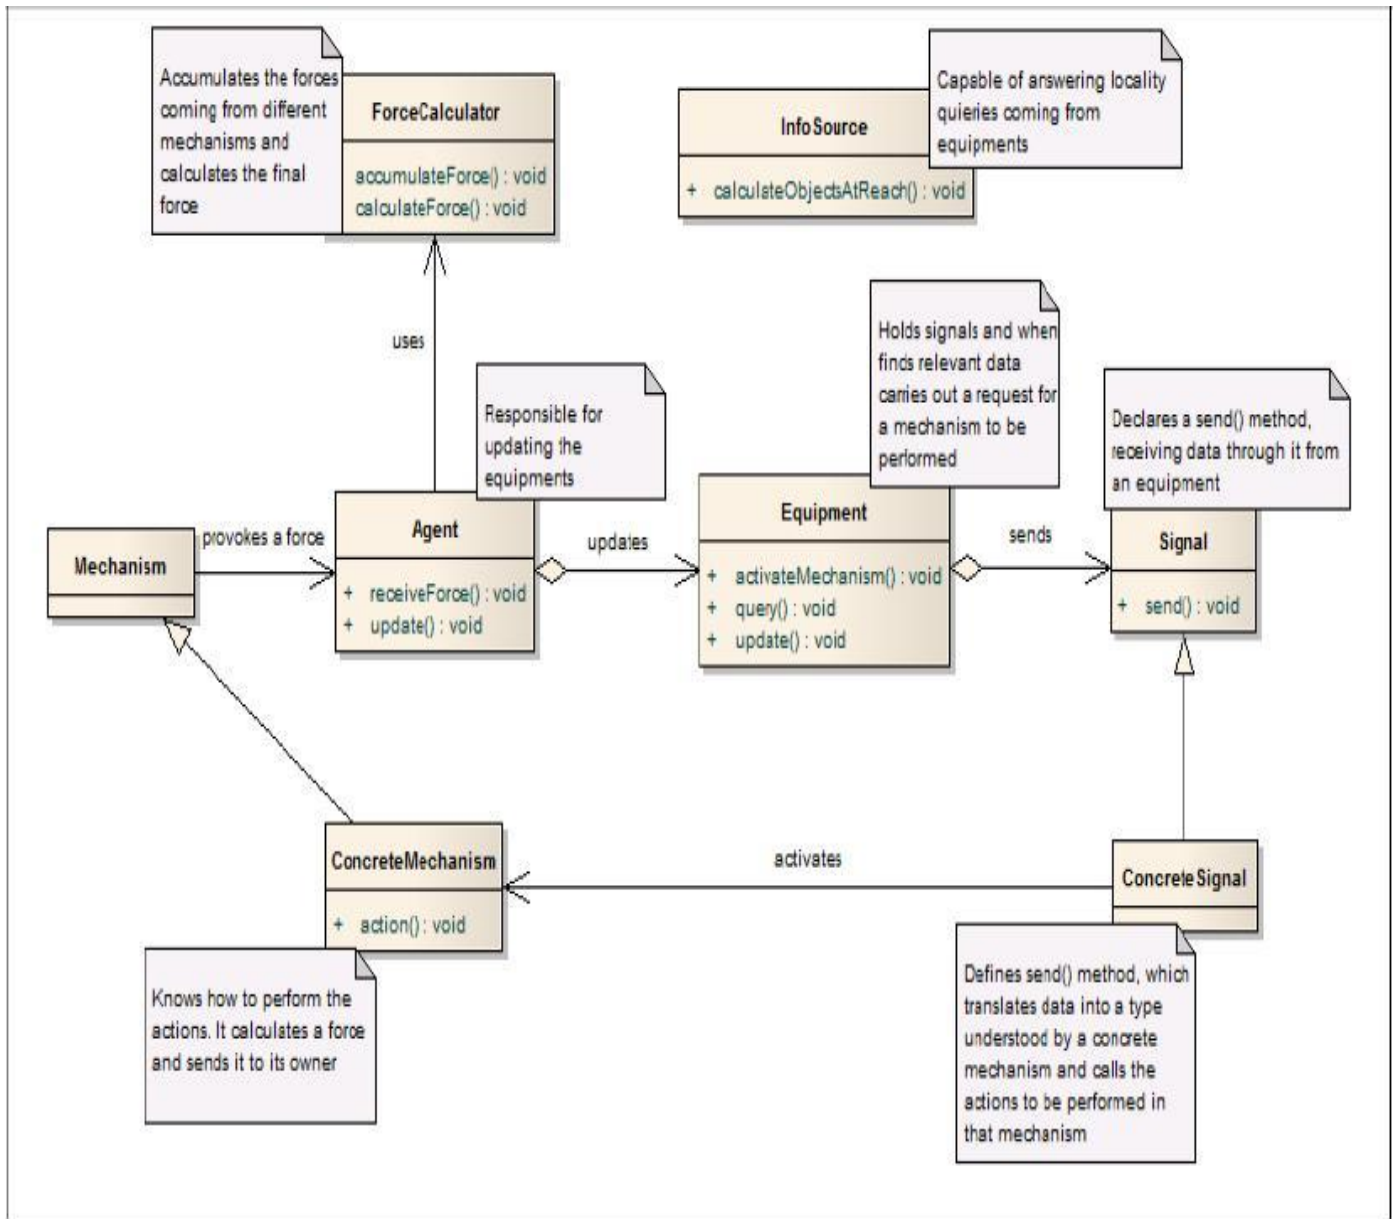 Accumulates the forces
coming from different
mechanisms and
calculates the final
force
ForceCalculator
accumulateForce() : void
calculateForce() : void
InfoSource
+ calculateObjectsAtReach() : void
Capable of answering locality
quieries coming from
equipments
uses
Responsible for
updating the
equipments
Holds signals and when
finds relevant data
carries out a request for
a mechanism to be
performed
Declares a send() method,
receiving data through it from
an equipment
Mechanism
provokes a force
Agent
+ receiveForce() : void
+ update() : void
updates
Equipment
+ activateMechanism() : void
+ query() : void
+ update() : void
sends
Signal
+ send() : void
ConcreteMechanism
+ action() : void
activates
ConcreteSignal
Knows how to perform the
actions. It calculates a force
and sends it to its owner
Defines send() method, which
translates data into a type
understood by a concrete
mechanism and calls the
actions to be performed in
that mechanism